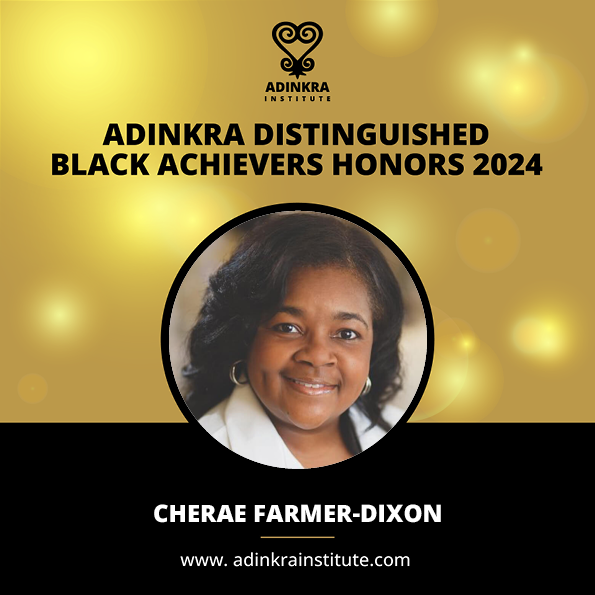 ADINKRA
INSTITUTE
ADINKRA DISTINGUISHED
BLACK ACHIEVERS HONORS 2024
CHERAE FARMER-DIXON
www. adinkrainstitute.com